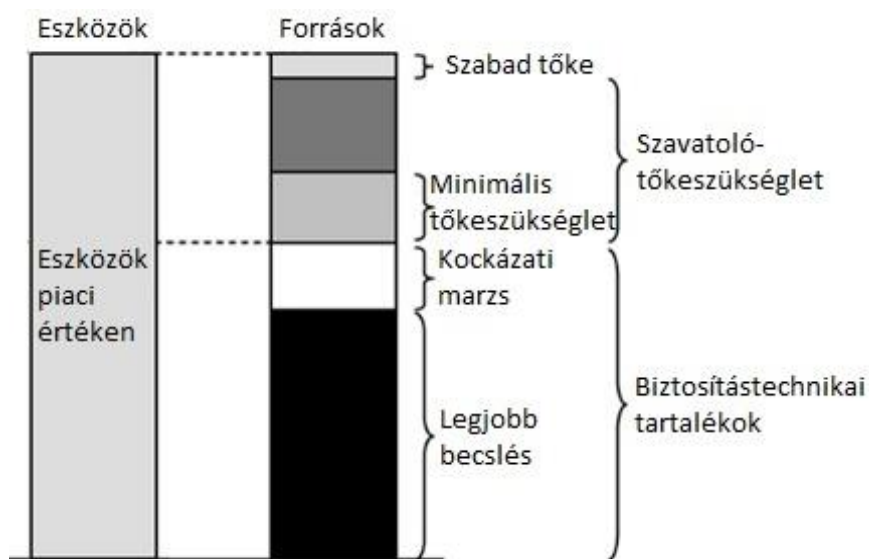 Eszközök
Források
Szabad tőke
Szavatoló-
tőkeszükséglet
Minimális
tőkeszükséglet
Eszközök
piaci
értéken
Kockázati
marzs
Biztosítástechnikai
tartalékok
Legjobb
becslés